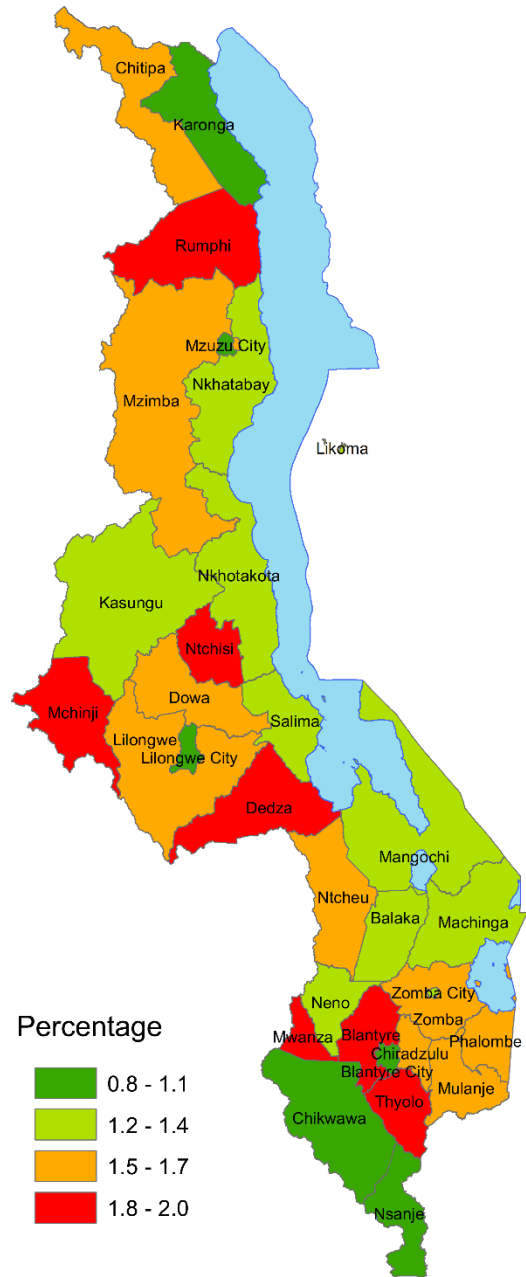 Chitipa
Karonga
Rumphi
Mzuzu City
Nkhatabay
Mzimba
Likoma
Nkhotakota
Kasungu
Ntchisi
Dowa
Mchinji
Salima
Lilongwe
Lilongwe City
Dedza
Mangochi
Ntcheu
Balaka
Machinga
Neno
Zomba City
Zomba
Mwanza
Blantyre
Phalombe
Chiradzulu
Blantyre City
Mulanje
Thyolo
Chikwawa
Nsanje
Percentage
0.8 - 1.1
1.2 - 1.4
1.5 - 1.7
1.8 - 2.0